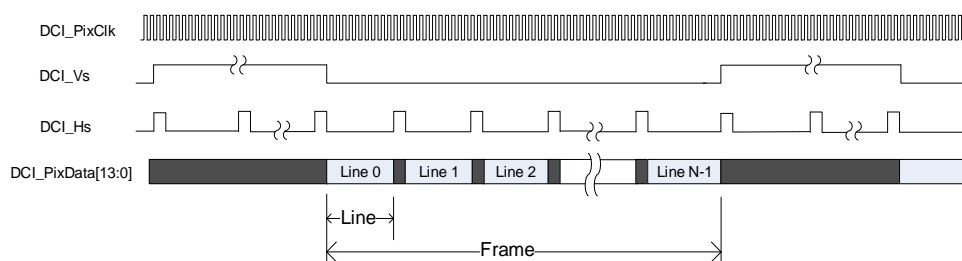 DCI_PixClk
DCI_Vs
DCI_Hs
DCI_PixData[13:0]
Line 0
Line 1
Line 2
Line N-1
Line
Frame